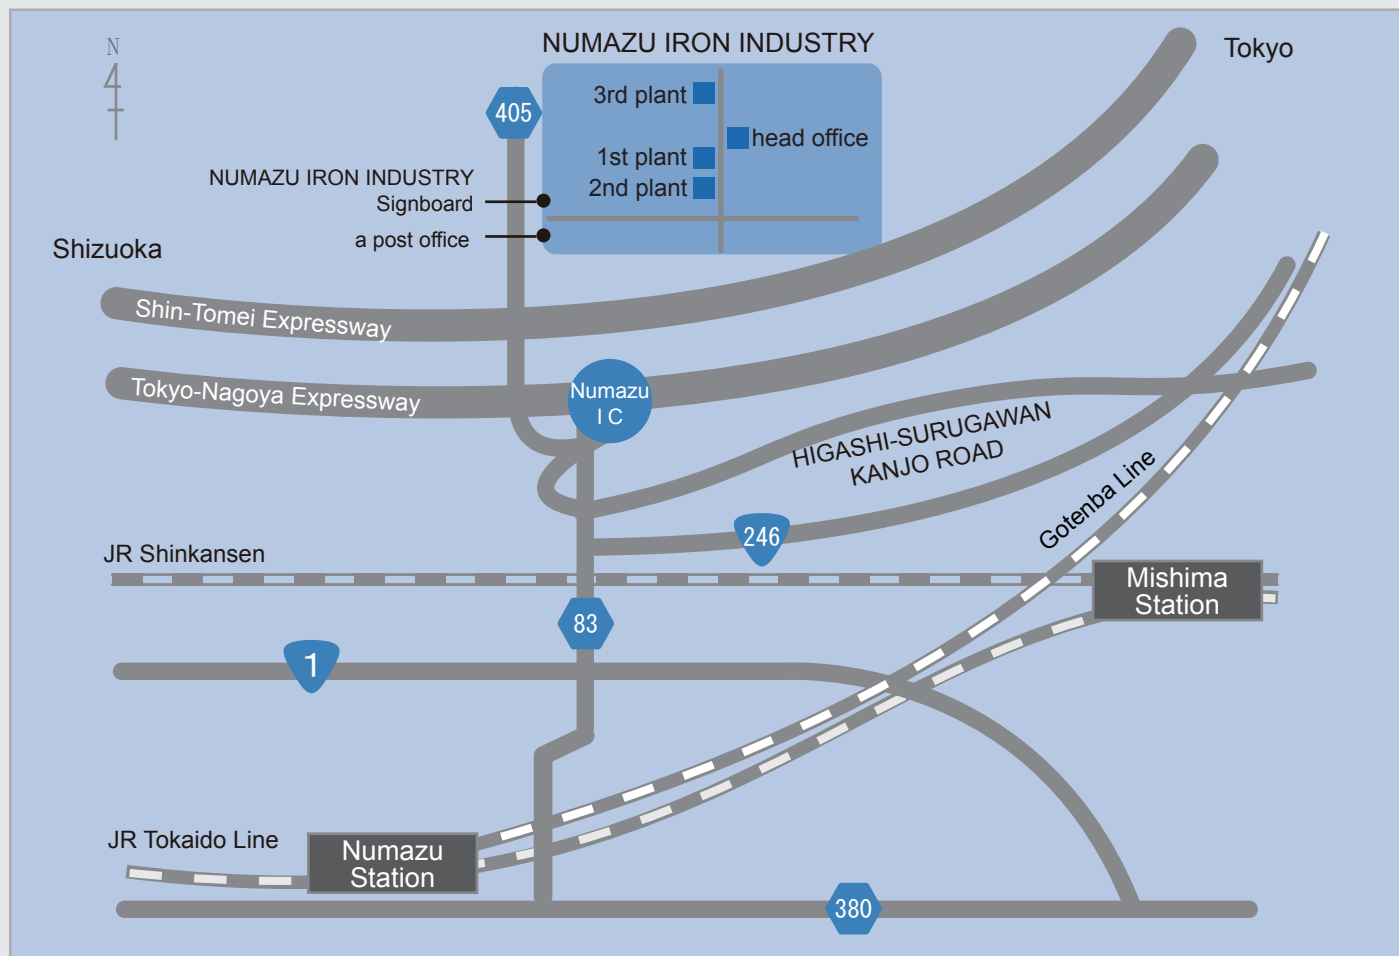 N
NUMAZU IRON INDUSTRY
Tokyo
3rd plant
405
head office
1st plant
NUMAZU IRON INDUSTRY
2nd plant
Signboard
a post office
Shizuoka
Shin-Tomei Expressway
Tokyo-Nagoya Expressway
Numazu
I C
HIGASHI-SURUGAWAN
KANJO ROAD
Gotenba Line
246
JR Shinkansen
Mishima
Station
83
1
JR Tokaido Line
Numazu
Station
380